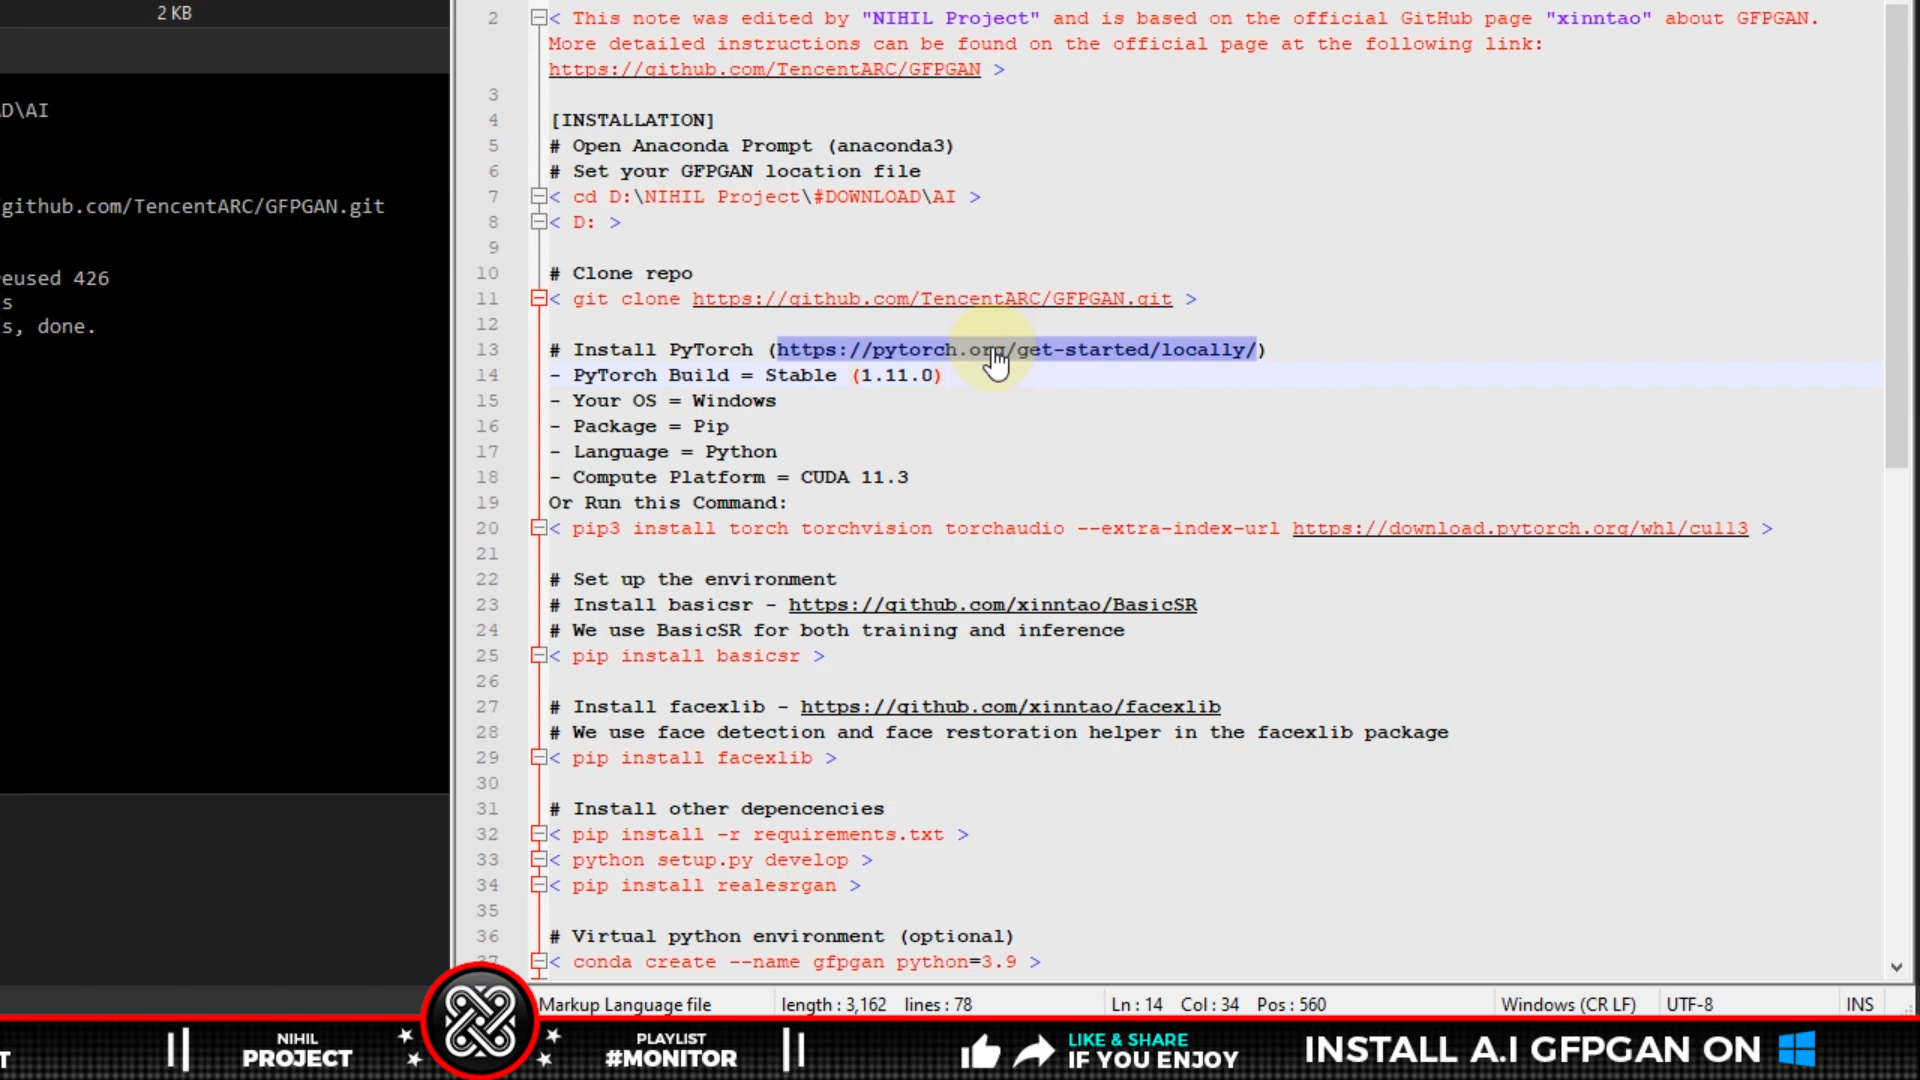 2 KB
D\AI
github.com/TencentARC/GFPGAN.git
eused 426
s
s, done.
2 < This note was edited by "NIHIL Project" and is based on the official GitHub page "xinntao" about GFPGAN.
More detailed instructions can be found on the official page at the following link:
https://github.com/TencentARC/GFPGAN >
3
4 [INSTALLATION]
5 # Open Anaconda Prompt (anaconda3)
6 # Set your GFPGAN location file
7 < cd D:\NIHIL Project\#DOWNLOAD\AI >
8 < D: >
9
10 # Clone repo
11 < git clone https://github.com/TencentARC/GFPGAN.git >
12
13 # Install PyTorch (https://pytorch.org/get-started/locally/)
14 - PyTorch Build = Stable (1.11.0)
15 - Your OS = Windows
16 - Package = Pip
17 - Language = Python
18 - Compute Platform = CUDA 11.3
19 Or Run this Command:
20 < pip3 install torch torchvision torchaudio --extra-index-url https://download.pytorch.org/whl/cu113 >
21
22 # Set up the environment
23 # Install basicsr - https://github.com/xinntao/BasicSR
24 # We use BasicSR for both training and inference
25 < pip install basicsr >
26
27 # Install facexlib - https://github.com/xinntao/facexlib
28 # We use face detection and face restoration helper in the facexlib package
29 < pip install facexlib >
30
31 # Install other depencencies
32 < pip install -r requirements.txt >
33 < python setup.py develop >
34 < pip install realesrgan >
35
36 # Virtual python environment (optional)
37 < conda create --name gfpgan python=3.9 >
Markup Language file length : 3,162 lines : 78 Ln : 14 Col : 34 Pos : 560 Windows (CR LF) UTF-8 INS
T
NIHIL
PROJECT
PLAYLIST
#MONITOR
LIKE & SHARE
IF YOU ENJOY
INSTALL A.I GFPGAN ON